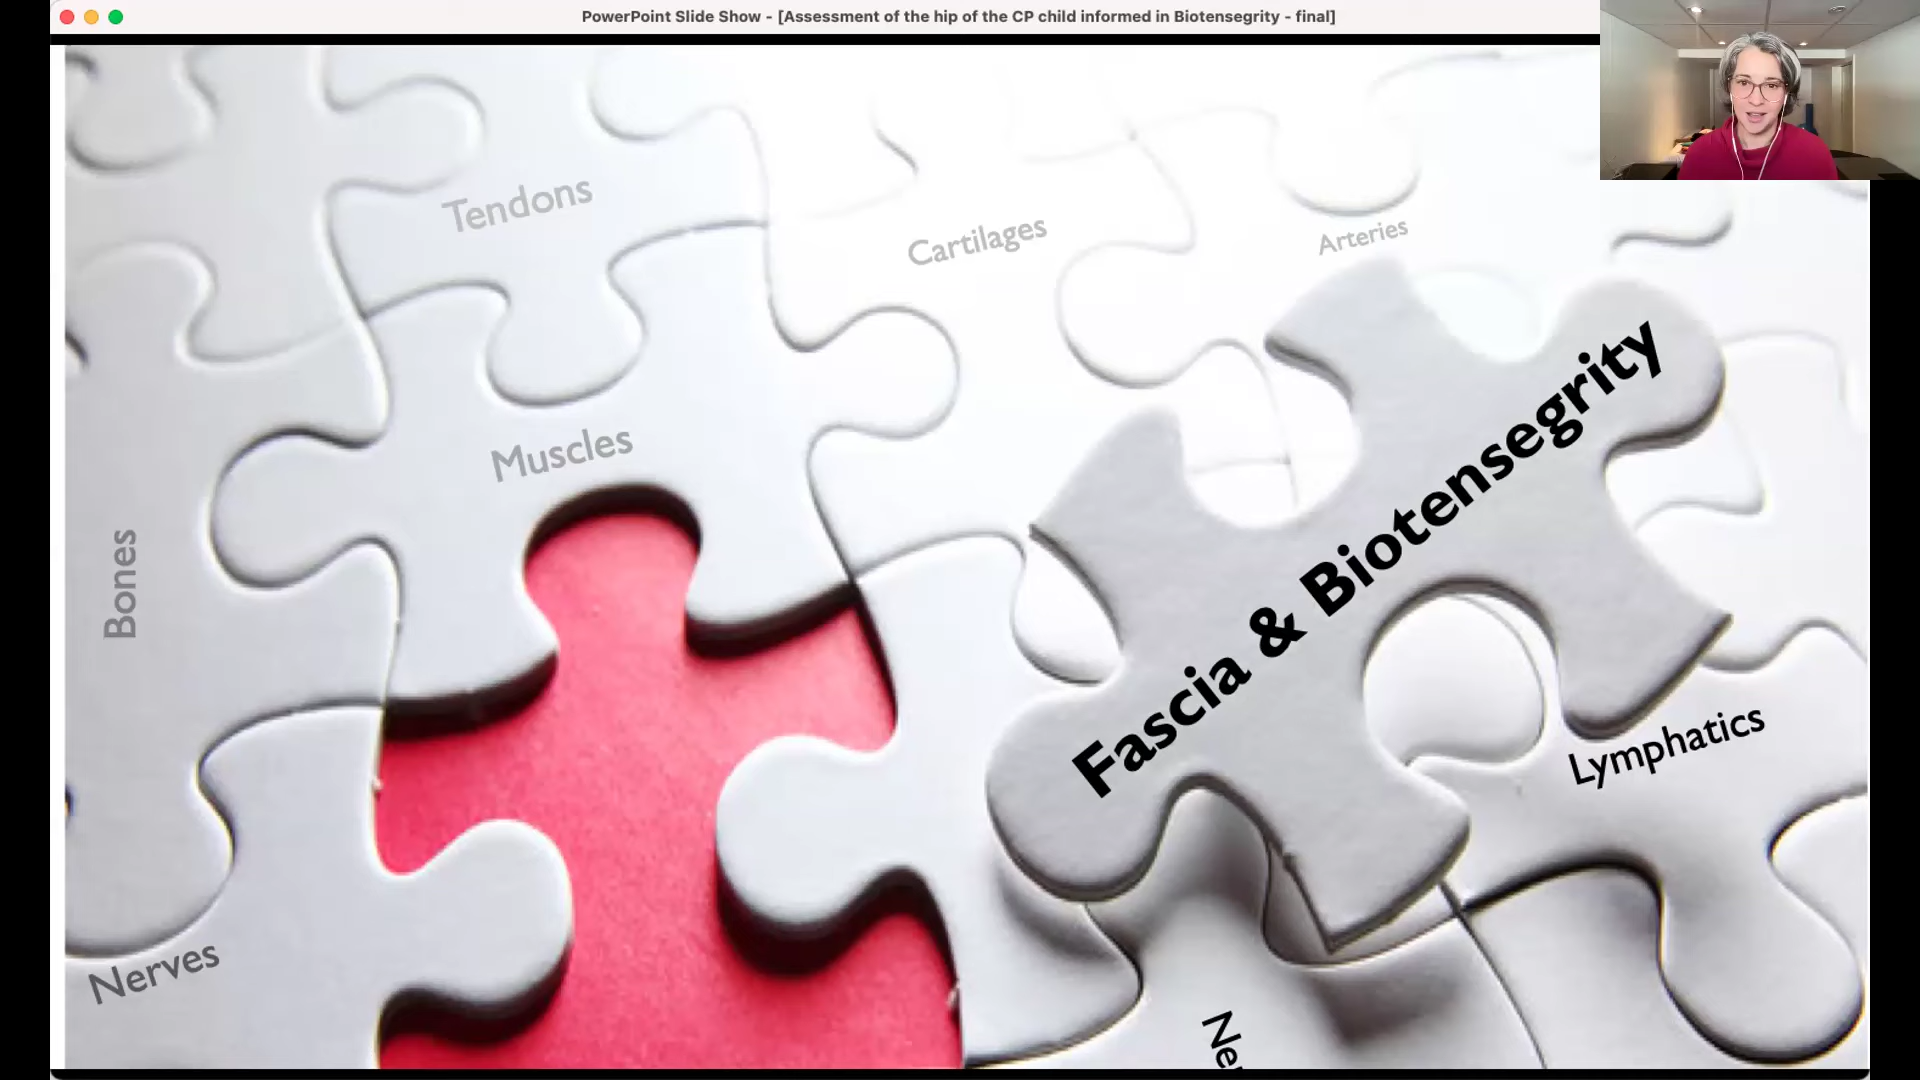 PowerPoint Slide Show - [Assessment of the hip of the CP child informed in Biotensegrity - final]
Tendons
Cartilages
Arteries
Muscles
Bones
Fascia & Biotensegrity
Lymphatics
Nerves